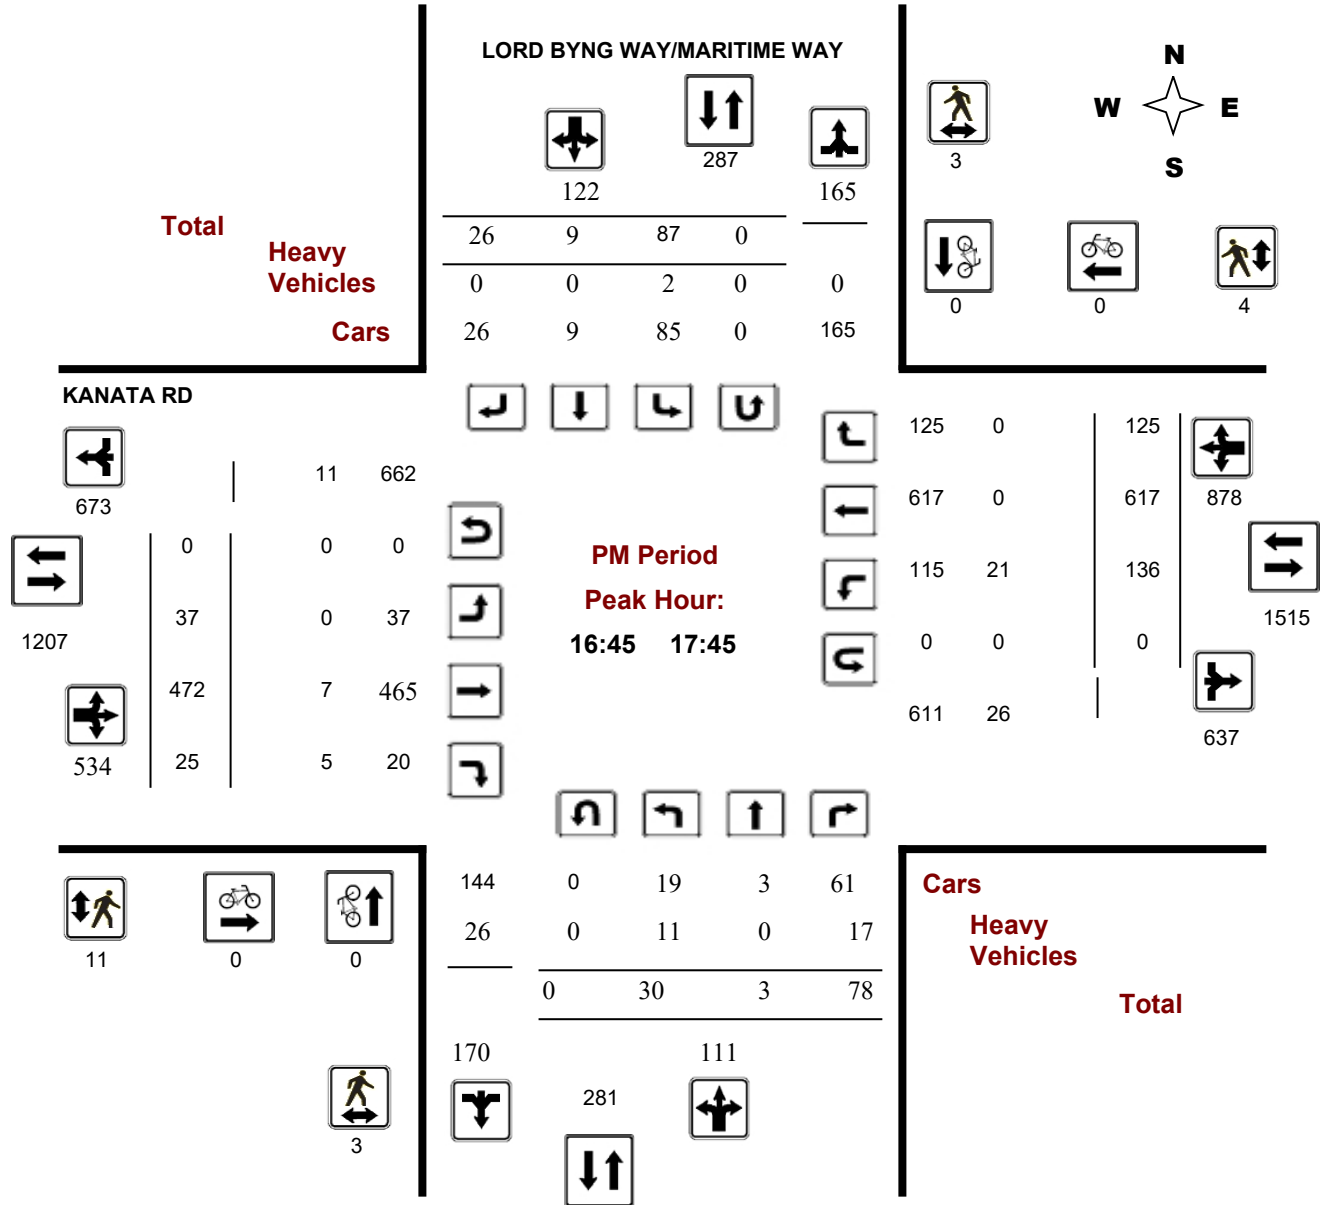 LORD BYNG WAY/MARITIME WAY
N
W E
S
287
3
122 165
Total
26 9 87 0
Heavy
Vehicles
0 0 2 0 0
0 0 4
Cars
26 9 85 0 165
KANATA RD
125 0 125
11 662
673
617 0 617 878
0 0 0
PM Period
115 21 136
Peak Hour:
37 0 37
1515
1207
16:45 17:45
0 0 0
472 7 465
611 26
637
534 25 5 20
144 0 19 3 61
Cars
26 0 11 0 17
Heavy
Vehicles
11 0 0
0 30 3 78
Total
170 111
281
3